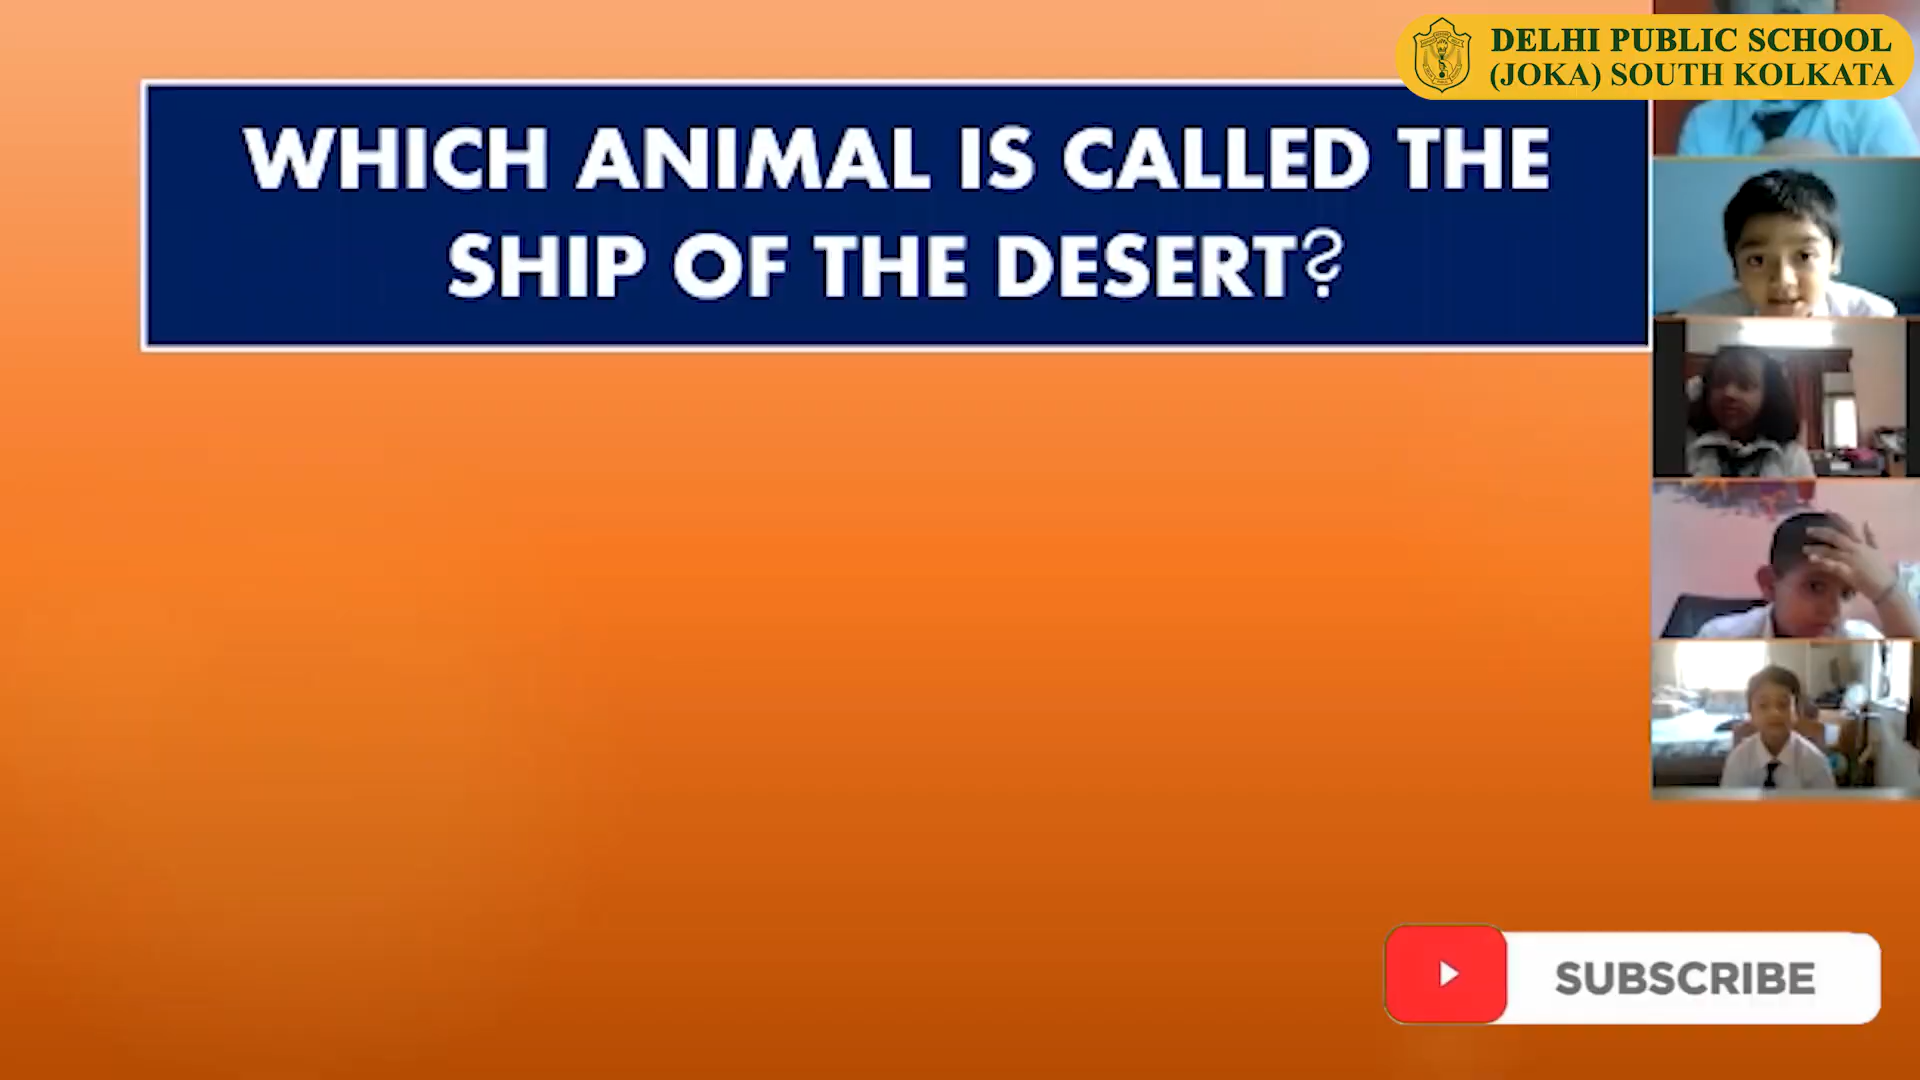 DELHI PUBLIC SCHOOL
(JOKA) SOUTH KOLKATA
WHICH ANIMAL IS CALLED THE
SHIP OF THE DESERT?
SUBSCRIBE